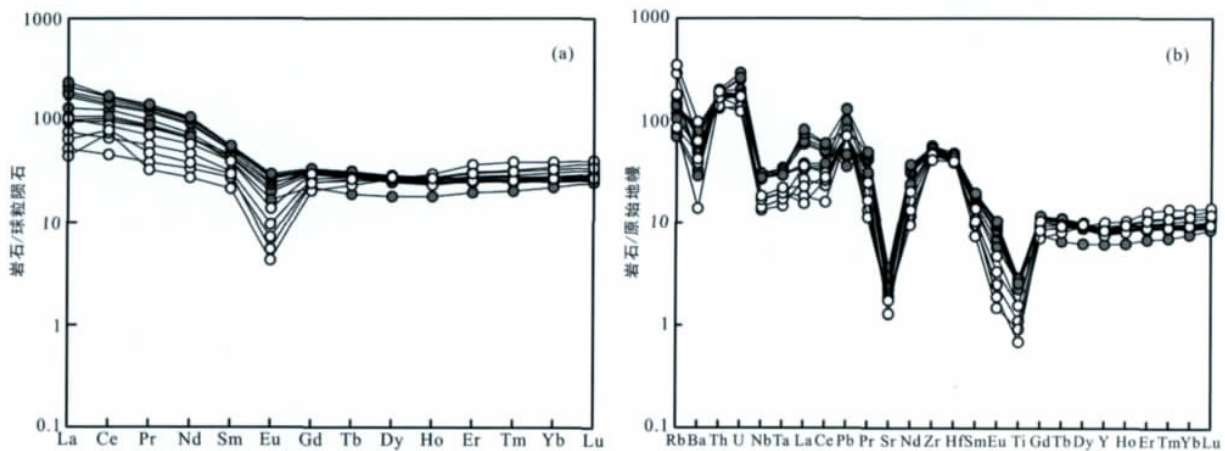 1000
100
10
1
0.1
岩石/球粒陨石
(a)
La Ce Pr Nd Sm Eu Gd Tb Dy Ho Er Tm Yb Lu
1000
100
10
1
0.1
岩石/原始地幔
(b)
Rb Ba Th U Nb Ta La Ce Pb Pr Sr Nd Zr Hf Sm Eu Ti Gd Tb Dy Y Ho Er Tm Yb Lu